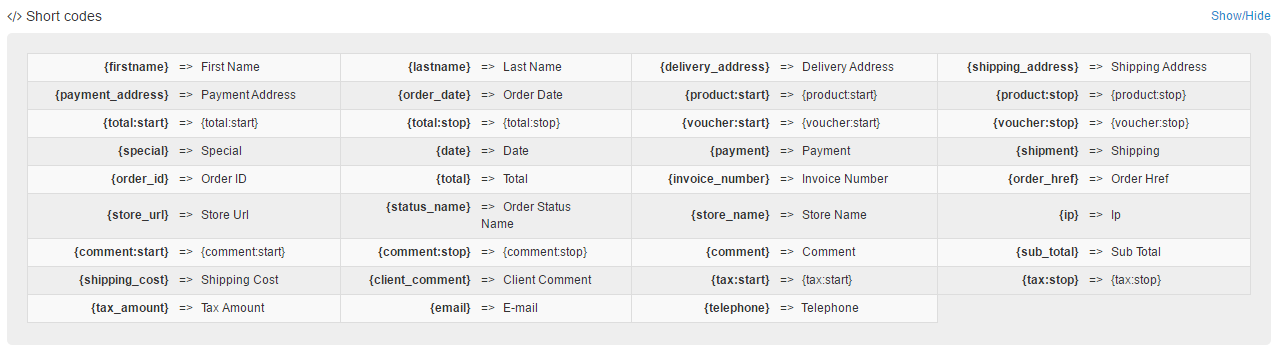 </> Short codes
Show/Hide
{firstname} => First Name {lastname} => Last Name {delivery_address} => Delivery Address {shipping_address} => Shipping Address
{payment_address} => Payment Address {order_date} => Order Date {product:start} => {product:start} {product:stop} => {product:stop}
{total:start} => {total:start} {total:stop} => {total:stop} {voucher:start} => {voucher:start} {voucher:stop} => {voucher:stop}
{special} => Special {date} => Date {payment} => Payment {shipment} => Shipping
{order_id} => Order ID {total} => Total {invoice_number} => Invoice Number {order_href} => Order Href
{store_url} => Store Url {status_name} => Order Status
Name {store_name} => Store Name {ip} => Ip
{comment:start} => {comment:start} {comment:stop} => {comment:stop} {comment} => Comment {sub_total} => Sub Total
{shipping_cost} => Shipping Cost {client_comment} => Client Comment {tax:start} => {tax:start} {tax:stop} => {tax:stop}
{tax_amount} => Tax Amount {email} => E-mail {telephone} => Telephone